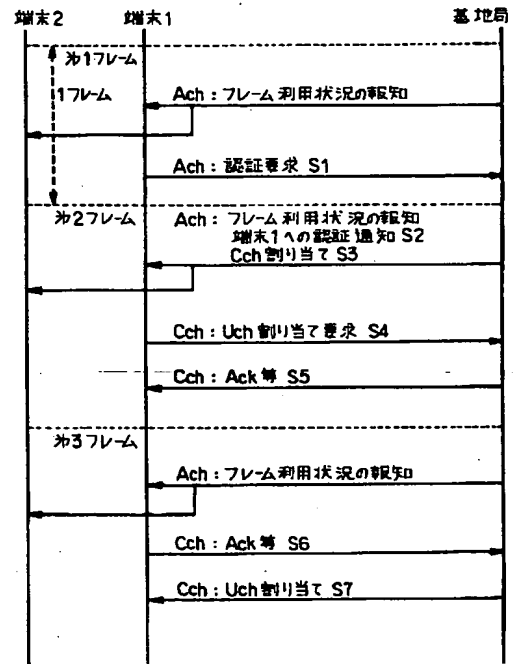 端末2 端末1 基地局
第1フレーム
1フレーム Ach：フレーム利用状況の報知
Ach：認証要求 S1
第2フレーム Ach：フレーム利用状況の報知
端末1への認証通知 S2
Cch割り当て S3
Cch：Uch割り当て要求 S4
Cch：Ack等 S5
第3フレーム
Ach：フレーム利用状況の報知
Cch：Ack等 S6
Cch：Uch割り当て S7